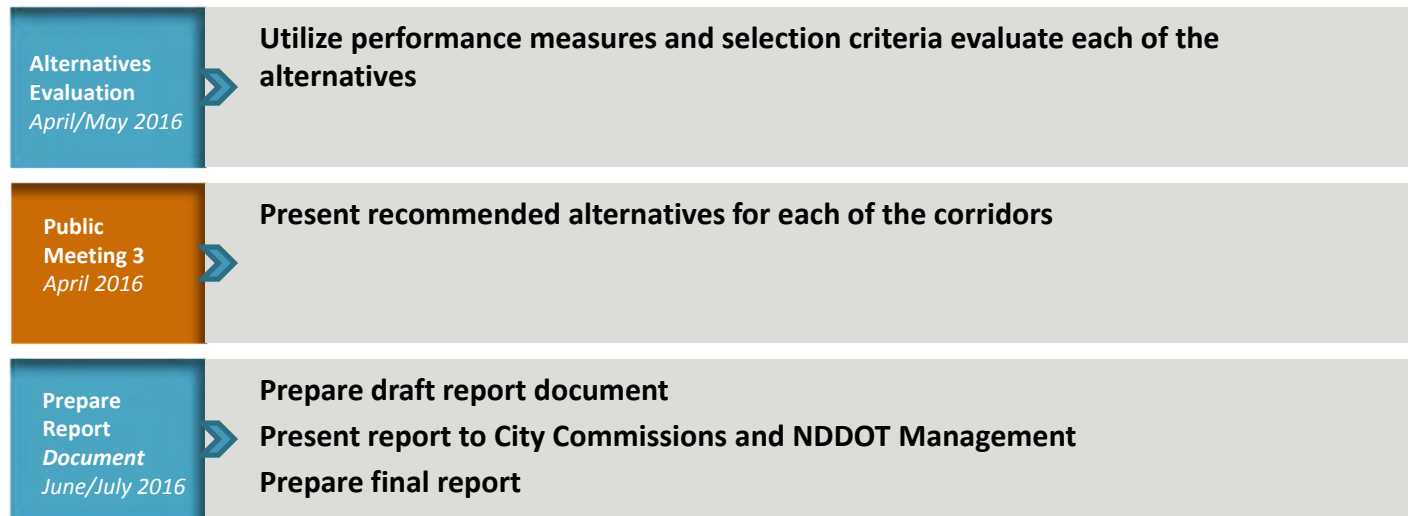 Alternatives
Evaluation
April/May 2016
Utilize performance measures and selection criteria evaluate each of the
alternatives
Public
Meeting 3
April 2016
Present recommended alternatives for each of the corridors
Prepare
Report
Document
June/July 2016
Prepare draft report document
Present report to City Commissions and NDDOT Management
Prepare final report